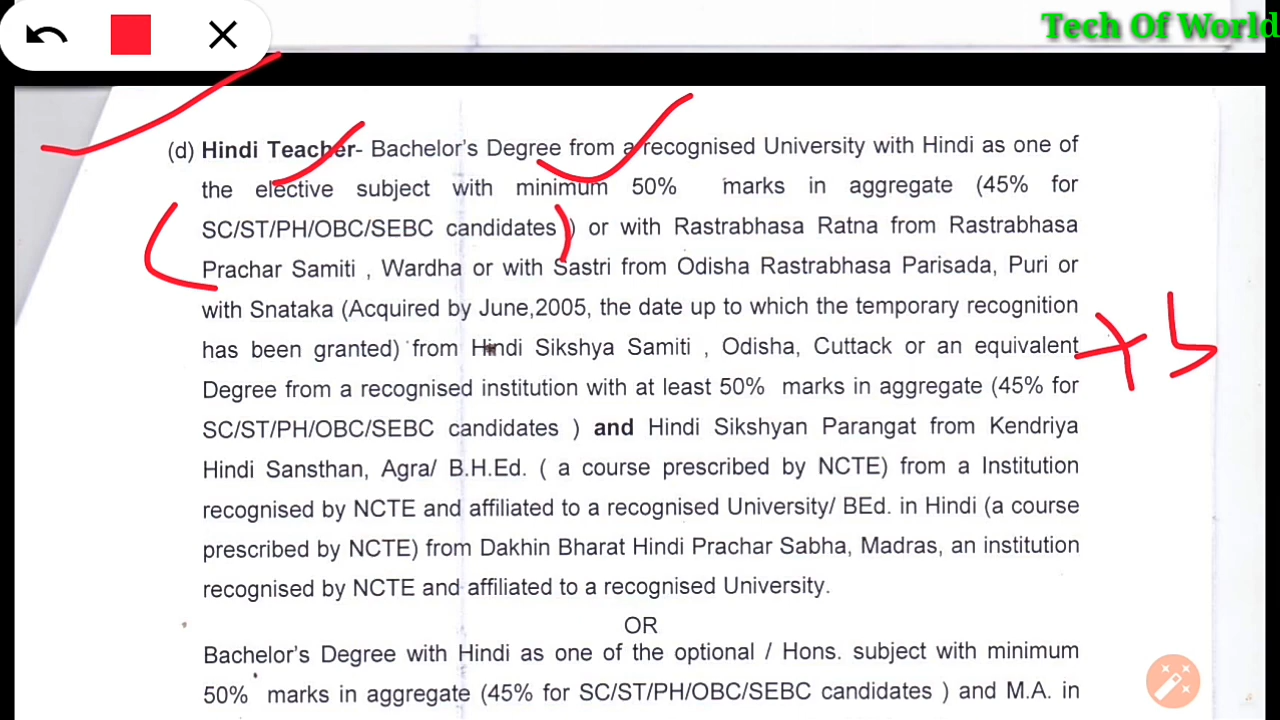 Tech Of World
(d) Hindi Teacher- Bachelor's Degree from a recognised University with Hindi as one of
the elective subject with minimum 50% marks in aggregate (45% for
SC/ST/PH/OBC/SEBC candidates ) or with Rastrabhasa Ratna from Rastrabhasa
Prachar Samiti , Wardha or with Sastri from Odisha Rastrabhasa Parisada, Puri or
with Snataka (Acquired by June,2005, the date up to which the temporary recognition
has been granted) from Hindi Sikshya Samiti , Odisha, Cuttack or an equivalent
Degree from a recognised institution with at least 50% marks in aggregate (45% for
SC/ST/PH/OBC/SEBC candidates ) and Hindi Sikshyan Parangat from Kendriya
Hindi Sansthan, Agra/ B.H.Ed. ( a course prescribed by NCTE) from a Institution
recognised by NCTE and affiliated to a recognised University/ BEd. in Hindi (a course
prescribed by NCTE) from Dakhin Bharat Hindi Prachar Sabha, Madras, an institution
recognised by NCTE and affiliated to a recognised University.
OR
Bachelor's Degree with Hindi as one of the optional / Hons. subject with minimum
50% marks in aggregate (45% for SC/ST/PH/OBC/SEBC candidates ) and M.A. in